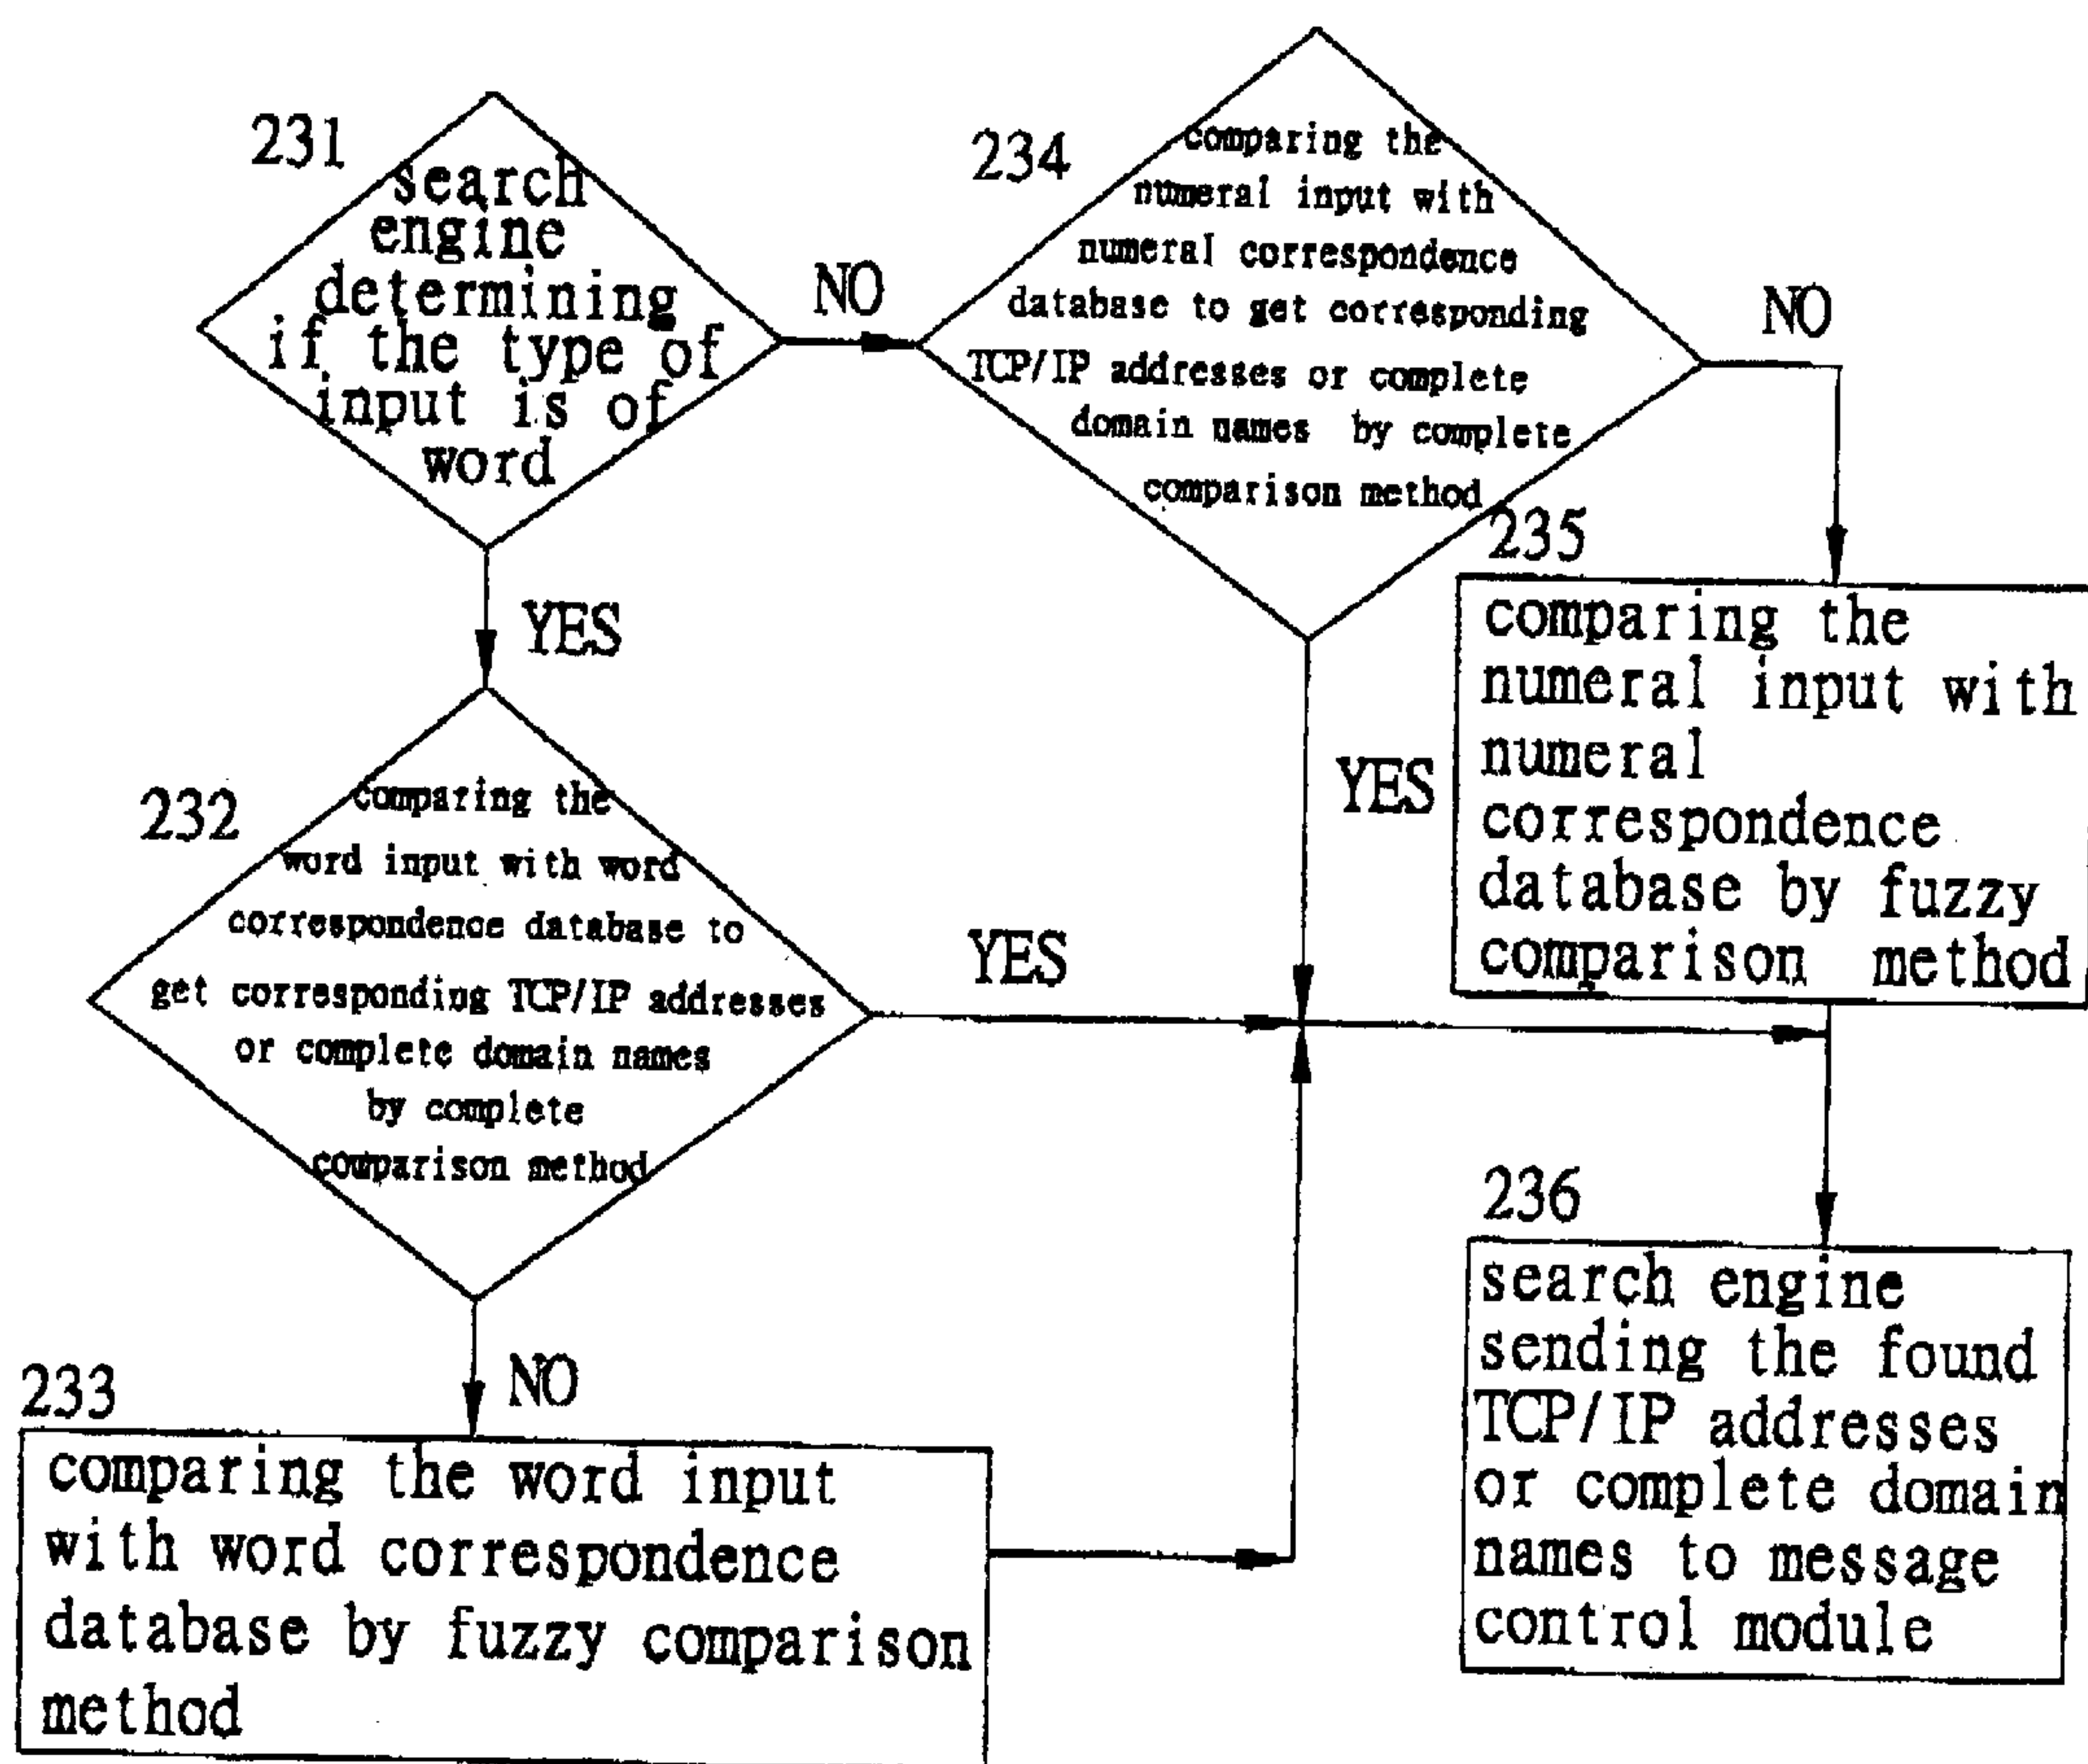 231
search
engine
determining
if the type of
input is of
word
NO
YES
232
comparing the
word input with word
correspondence database to
get corresponding TCP/IP addresses
or complete domain names
by complete
comparison method
YES
NO
233
comparing the word input
with word correspondence
database by fuzzy comparison
method
234
comparing the
numeral input with
numeral correspondence
database to get corresponding
TCP/IP addresses or complete
domain names by complete
comparison method
NO
YES
235
comparing the
numeral input with
numeral
correspondence
database by fuzzy
comparison method
236
search engine
sending the found
TCP/IP addresses
or complete domain
names to message
control module